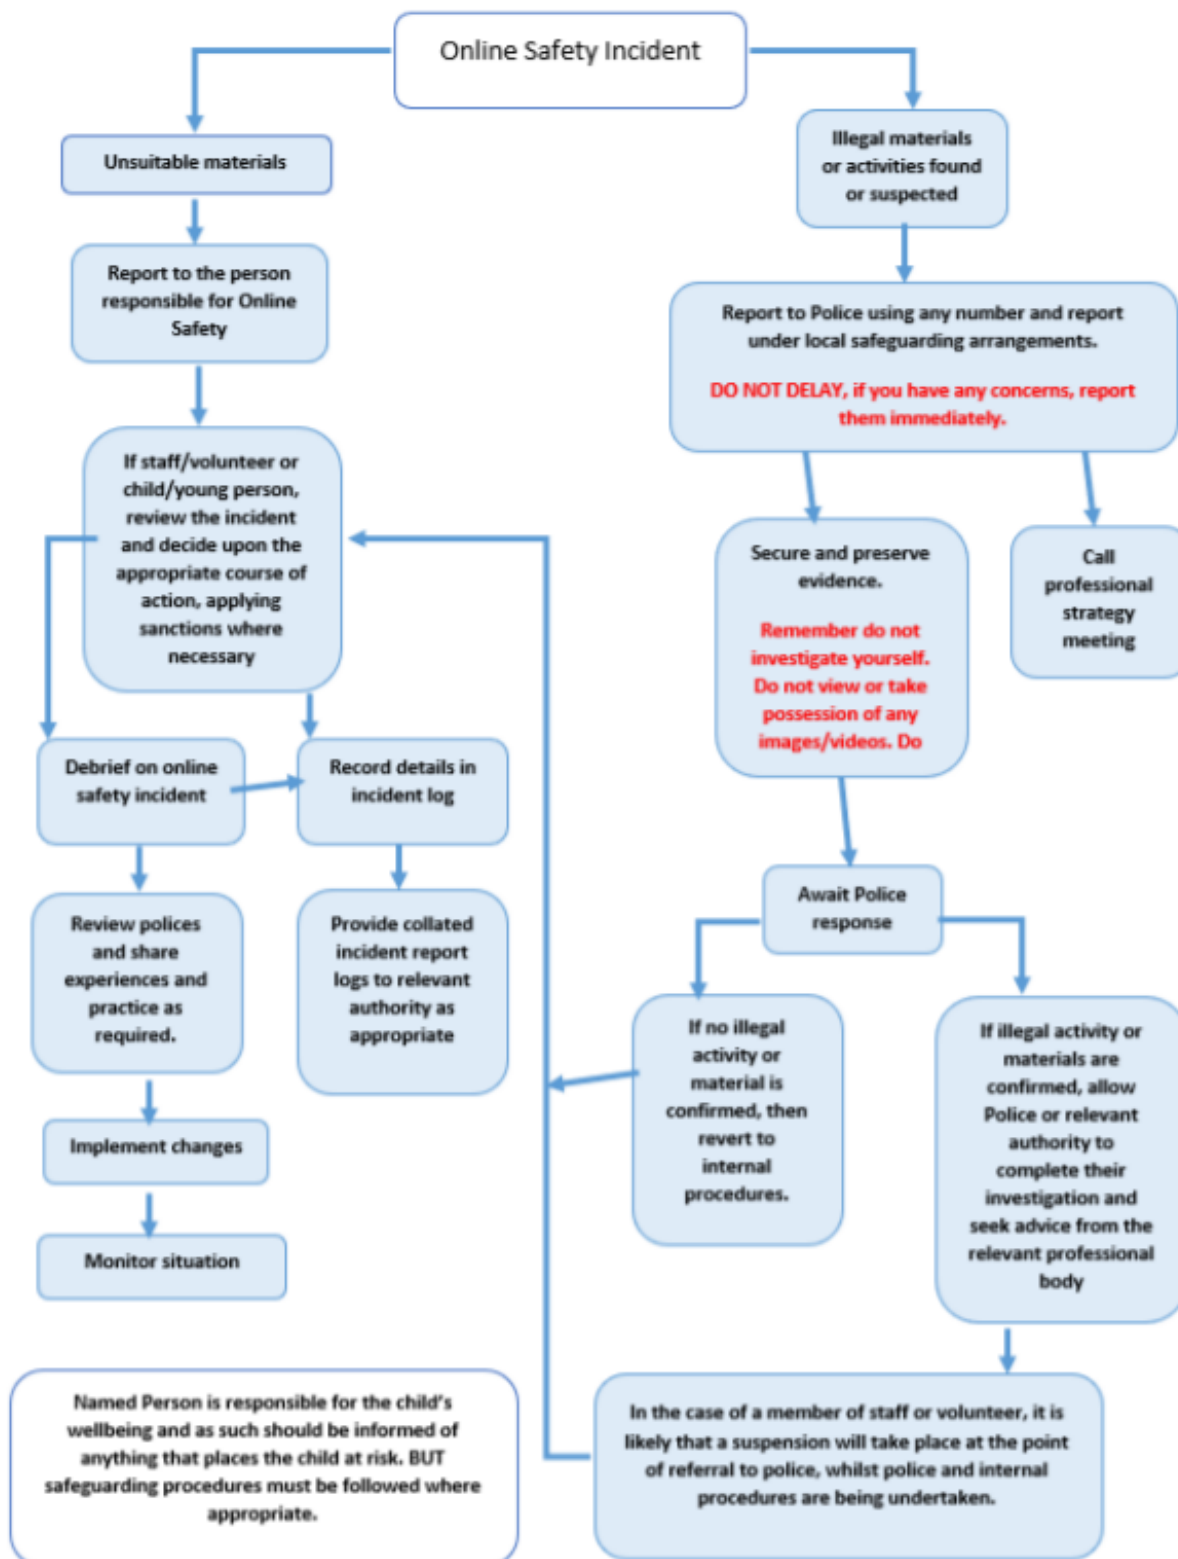 Online Safety Incident
Unsuitable materials
Illegal materials
or activities found
or suspected
Report to the person
responsible for Online
Safety
Report to Police using any number and report
under local safeguarding arrangements.
DO NOT DELAY, if you have any concerns, report
them immediately.
If staff/volunteer or
child/young person,
review the incident
and decide upon the
appropriate course of
action, applying
sanctions where
necessary
Secure and preserve
evidence.
Remember do not
investigate yourself.
Do not view or take
possession of any
images/videos. Do
Call
professional
strategy
meeting
Debrief on online
safety incident
Record details in
incident log
Review polices
and share
experiences and
practice as
required.
Provide collated
incident report
logs to relevant
authority as
appropriate
Await Police
response
If no illegal
activity or
material is
confirmed, then
revert to
internal
procedures.
If illegal activity or
materials are
confirmed, allow
Police or relevant
authority to
complete their
investigation and
seek advice from the
relevant professional
body
Implement changes
Monitor situation
Named Person is responsible for the child's
wellbeing and as such should be informed of
anything that places the child at risk. BUT
safeguarding procedures must be followed where
appropriate.
In the case of a member of staff or volunteer, it is
likely that a suspension will take place at the point
of referral to police, whilst police and internal
procedures are being undertaken.